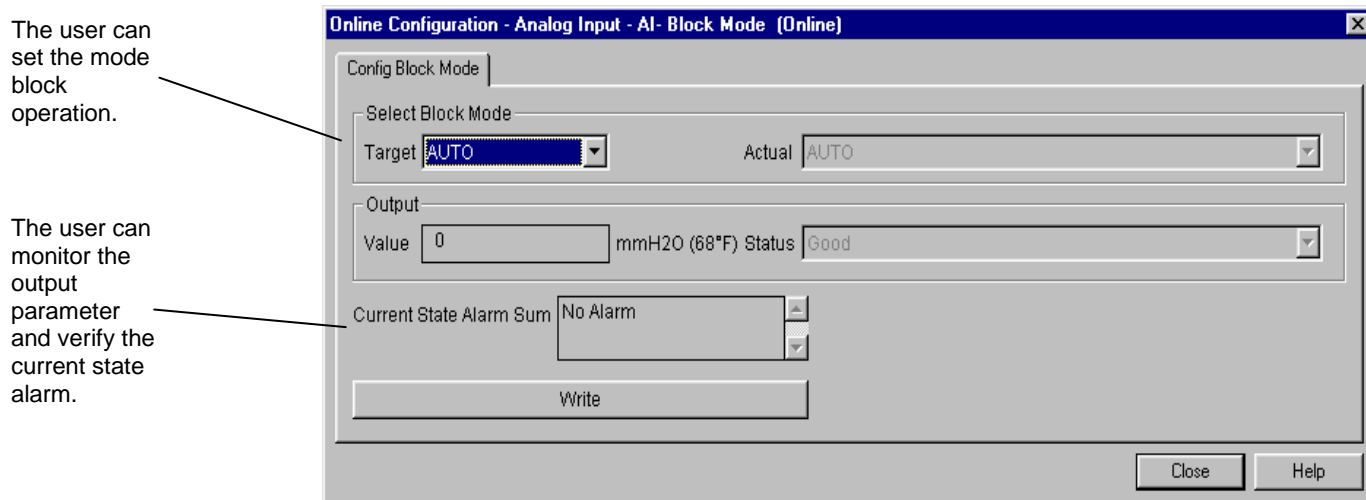 The user can
set the mode
block
operation.
The user can
monitor the
output
parameter
and verify the
current state
alarm.
Online Configuration - Analog Input - AI- Block Mode (Online)
Config Block Mode
Select Block Mode
Target AUTO Actual AUTO
Output
Value 0 mmH2O (68°F) Status Good
Current State Alarm Sum No Alarm
Write
Close Help